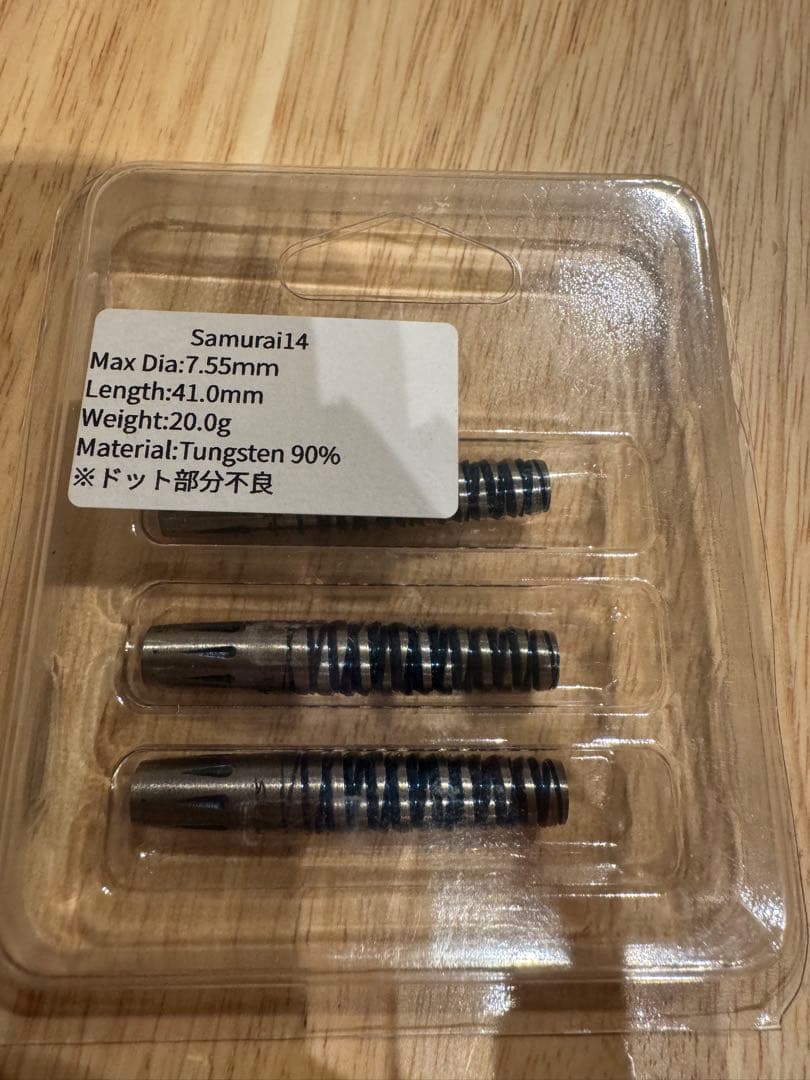 Samurai14
Max Dia:7.55mm
Length:41.0mm
Weight:20.0g
Material:Tungsten 90%
※ドット部分不良